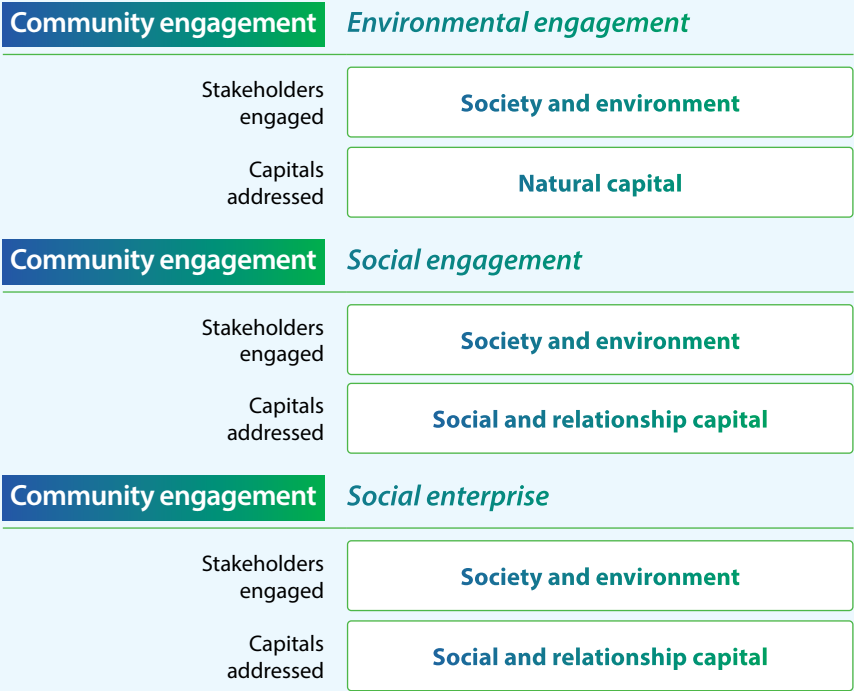 Community engagement Environmental engagement
Stakeholders
engaged
Society and environment
Capitals
addressed
Natural capital
Community engagement Social engagement
Stakeholders
engaged
Society and environment
Capitals
addressed
Social and relationship capital
Community engagement Social enterprise
Stakeholders
engaged
Society and environment
Capitals
addressed
Social and relationship capital